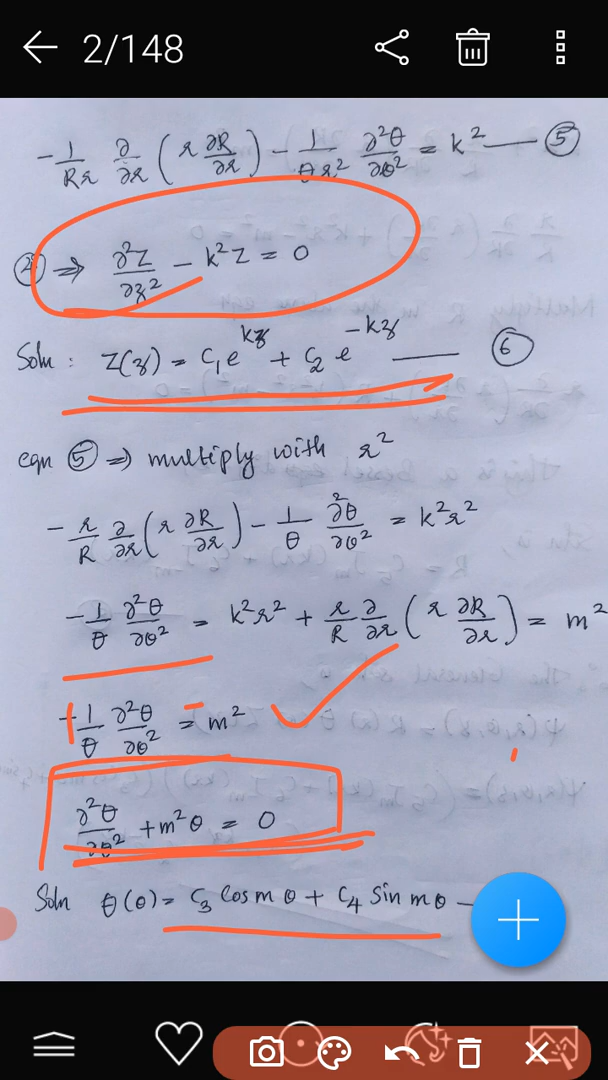 2/148
-1/(Rr) ∂/∂r (r ∂R/∂r) - 1/(θr²) ∂²θ/∂θ² = k² — ⑤
④ ⇒ ∂²Z/∂z² - k²Z = 0
Soln : Z(z) = C₁e^{kz} + C₂e^{-kz} — ⑥
eqn ⑤ ⇒ multiply with r²
-r/R ∂/∂r (r ∂R/∂r) - 1/θ ∂²θ/∂θ² = k²r²
-1/θ ∂²θ/∂θ² = k²r² + r/R ∂/∂r (r ∂R/∂r) = m²
+1/θ ∂²θ/∂θ² = -m²
∂²θ/∂θ² + m²θ = 0
Soln θ(θ) = C₃ Cos mθ + C₄ Sin mθ —